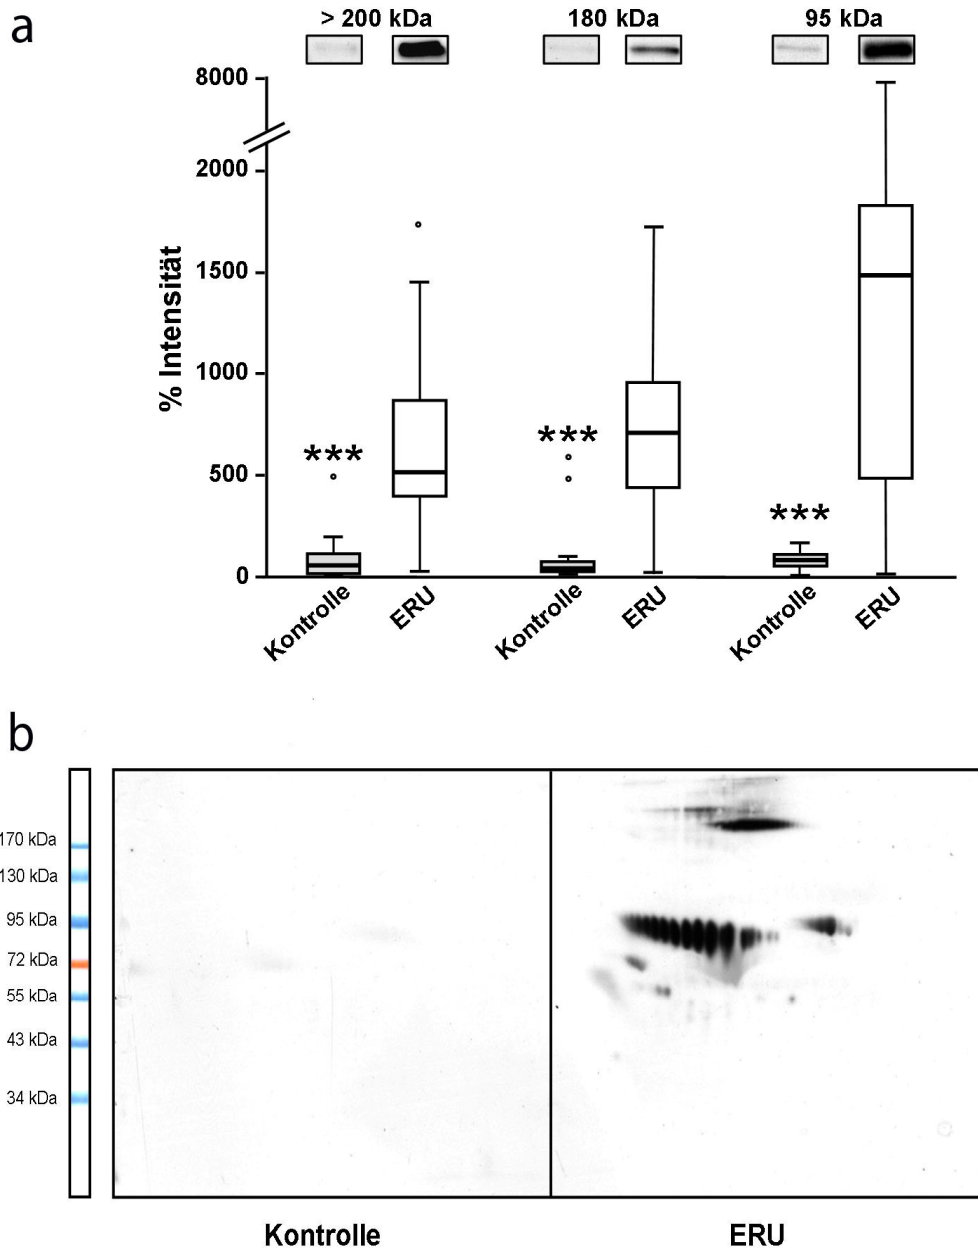 a
> 200 kDa 180 kDa 95 kDa
8000
2000
1500
1000
500
0
% Intensität
*** *** ***
Kontrolle ERU Kontrolle ERU Kontrolle ERU
b
170 kDa
130 kDa
95 kDa
72 kDa
55 kDa
43 kDa
34 kDa
Kontrolle ERU